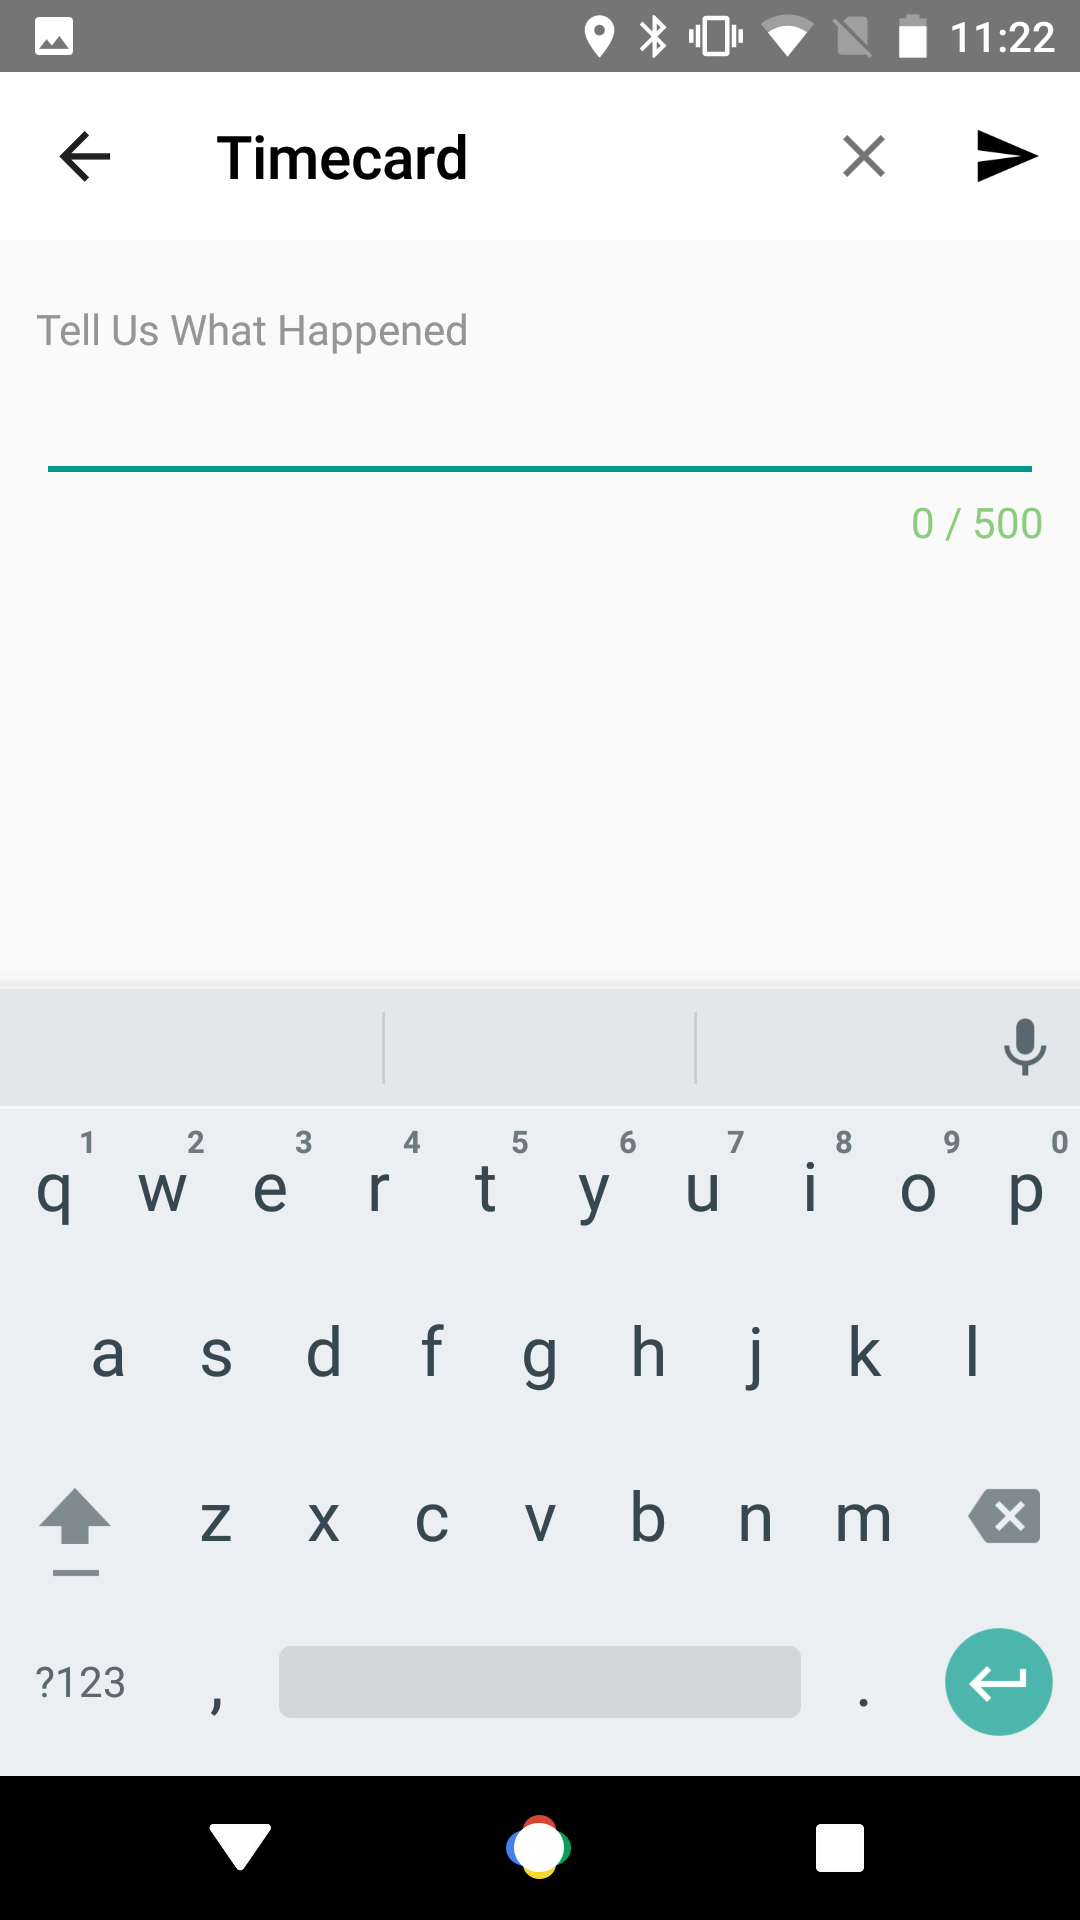 11:22
Timecard
Tell Us What Happened
0 / 500
1 2 3 4 5 6 7 8 9 0
q w e r t y u i o p
a s d f g h j k l
z x c v b n m
?123 , .